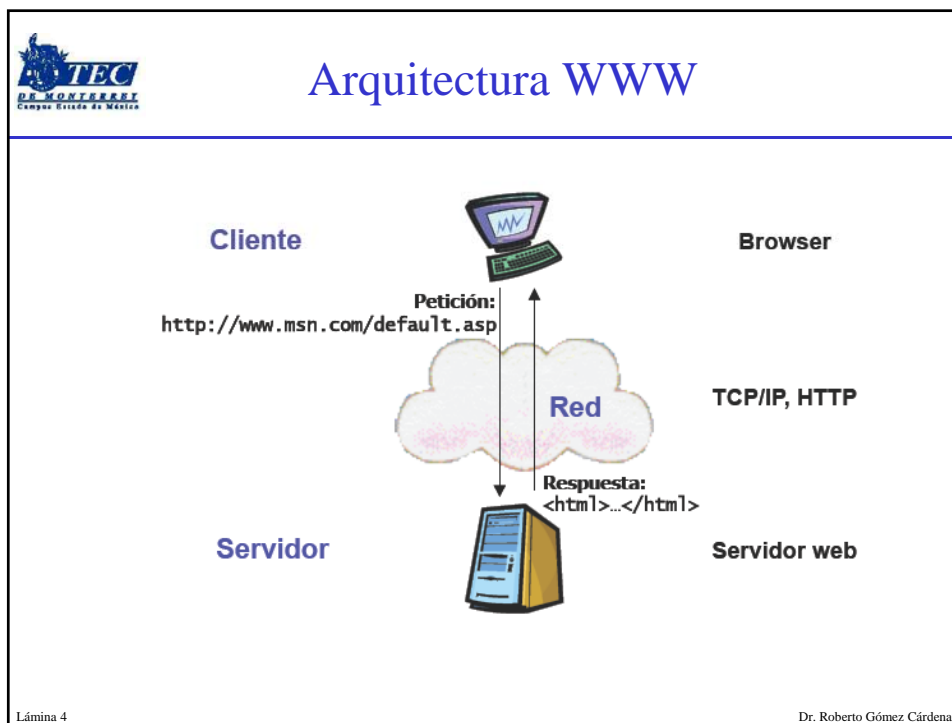 TEC
DE MONTERREY
Campus Estado de México
Arquitectura WWW
Cliente
Browser
Petición:
http://www.msn.com/default.asp
Red
TCP/IP, HTTP
Respuesta:
<html>…</html>
Servidor
Servidor web
Lámina 4
Dr. Roberto Gómez Cárdena